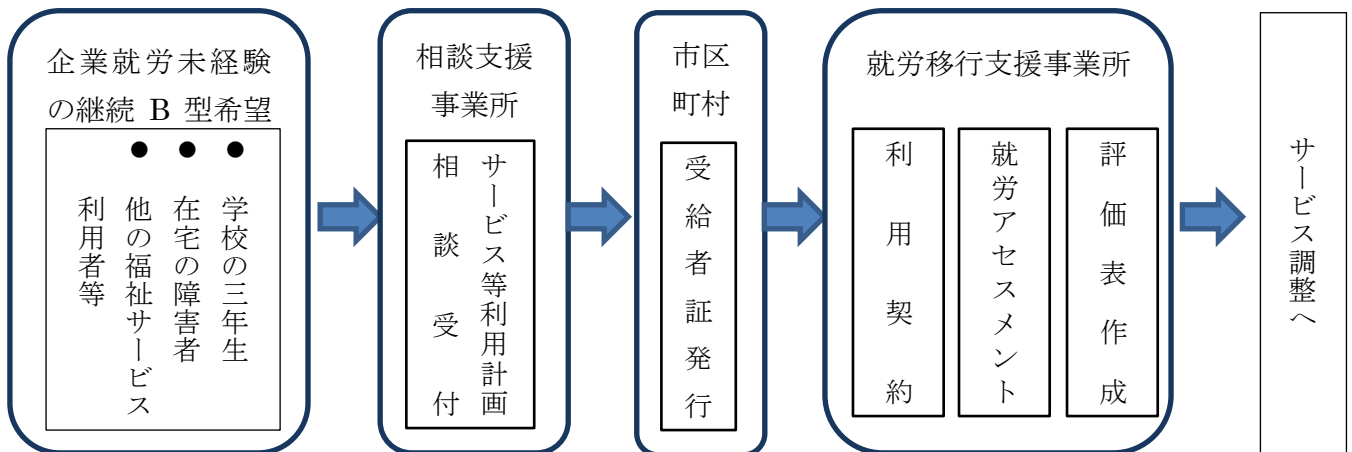 企業就労未経験
の継続 B 型希望
● 学校の三年生
● 在宅の障害者
● 他の福祉サービス
利用者等
相談支援
事業所
サービス等利用計画
相談受付
市区
町村
受給者証発行
就労移行支援事業所
利用契約
就労アセスメント
評価表作成
サービス調整へ